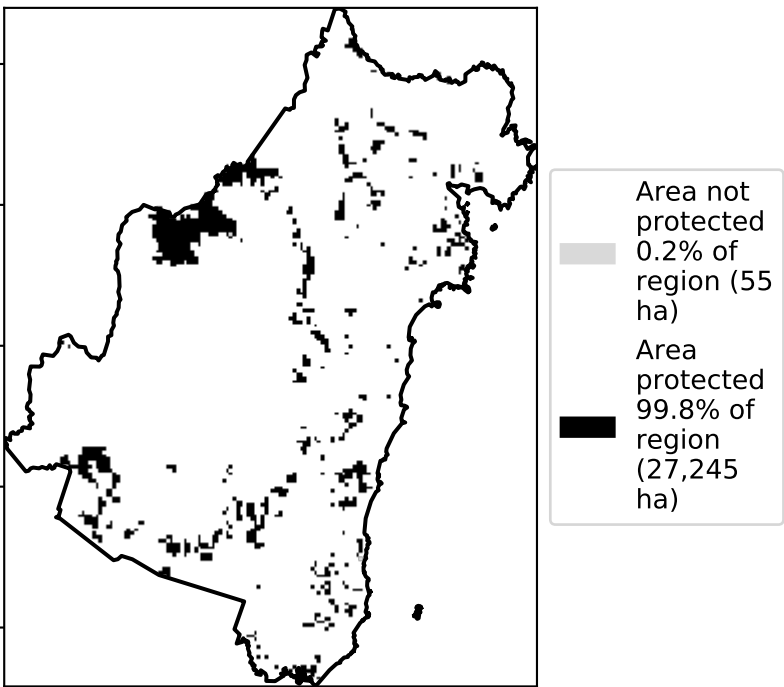 Area not
protected
0.2% of
region (55
ha)
Area
protected
99.8% of
region
(27,245
ha)